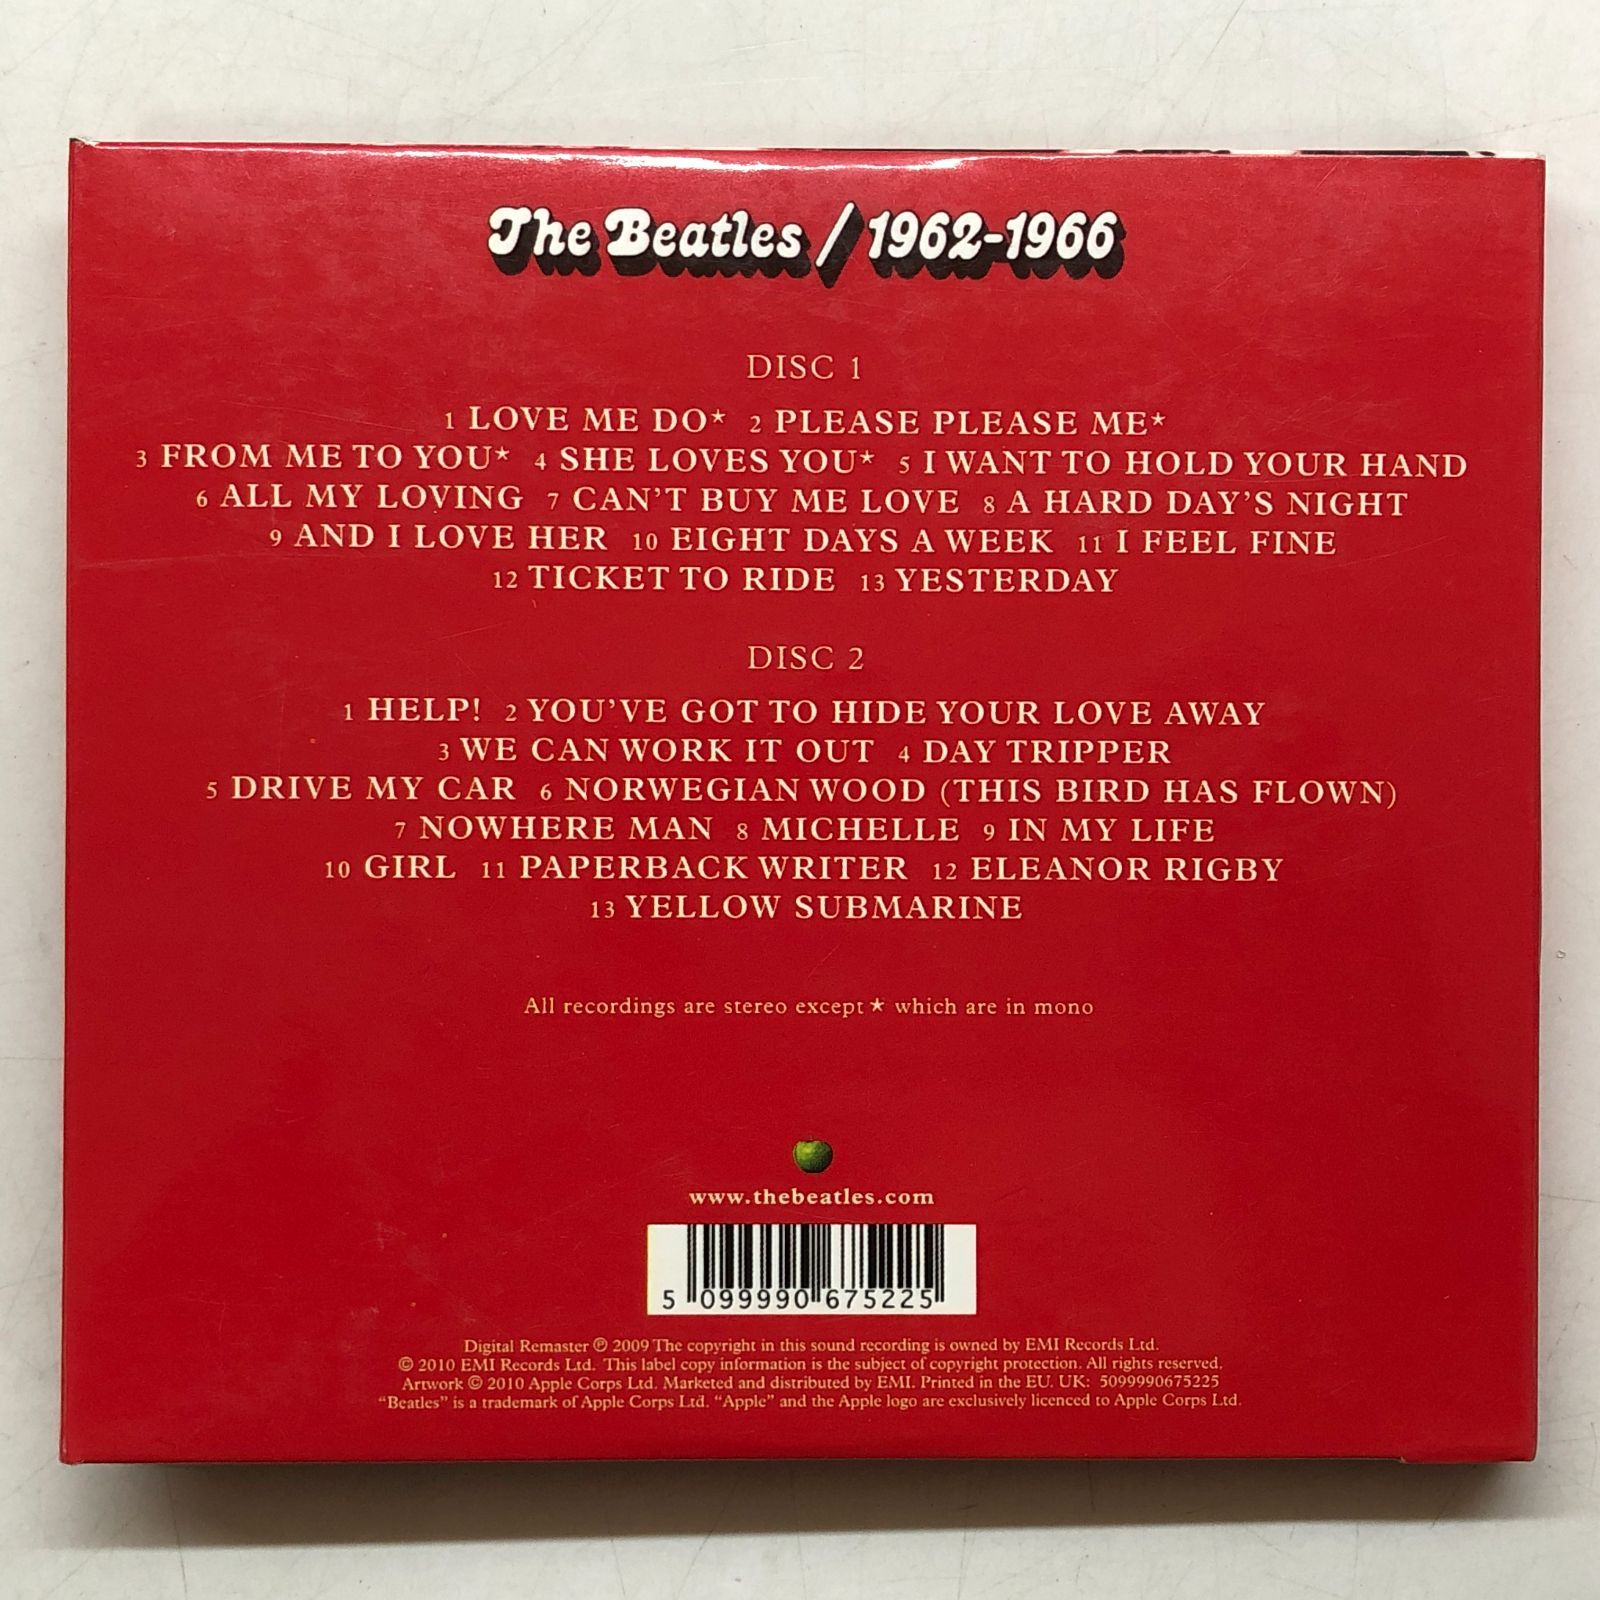 The Beatles / 1962-1966
DISC 1
1 LOVE ME DO* 2 PLEASE PLEASE ME*
3 FROM ME TO YOU* 4 SHE LOVES YOU* 5 I WANT TO HOLD YOUR HAND
6 ALL MY LOVING 7 CAN'T BUY ME LOVE 8 A HARD DAY'S NIGHT
9 AND I LOVE HER 10 EIGHT DAYS A WEEK 11 I FEEL FINE
12 TICKET TO RIDE 13 YESTERDAY
DISC 2
1 HELP! 2 YOU'VE GOT TO HIDE YOUR LOVE AWAY
3 WE CAN WORK IT OUT 4 DAY TRIPPER
5 DRIVE MY CAR 6 NORWEGIAN WOOD (THIS BIRD HAS FLOWN)
7 NOWHERE MAN 8 MICHELLE 9 IN MY LIFE
10 GIRL 11 PAPERBACK WRITER 12 ELEANOR RIGBY
13 YELLOW SUBMARINE
All recordings are stereo except * which are in mono
www.thebeatles.com
5 099990 675225
Digital Remaster ℗ 2009 The copyright in this sound recording is owned by EMI Records Ltd.
© 2010 EMI Records Ltd. This label copy information is the subject of copyright protection. All rights reserved.
Artwork © 2010 Apple Corps Ltd. Marketed and distributed by EMI. Printed in the EU. UK: 5099990675225
"Beatles" is a trademark of Apple Corps Ltd. "Apple" and the Apple logo are exclusively licenced to Apple Corps Ltd.